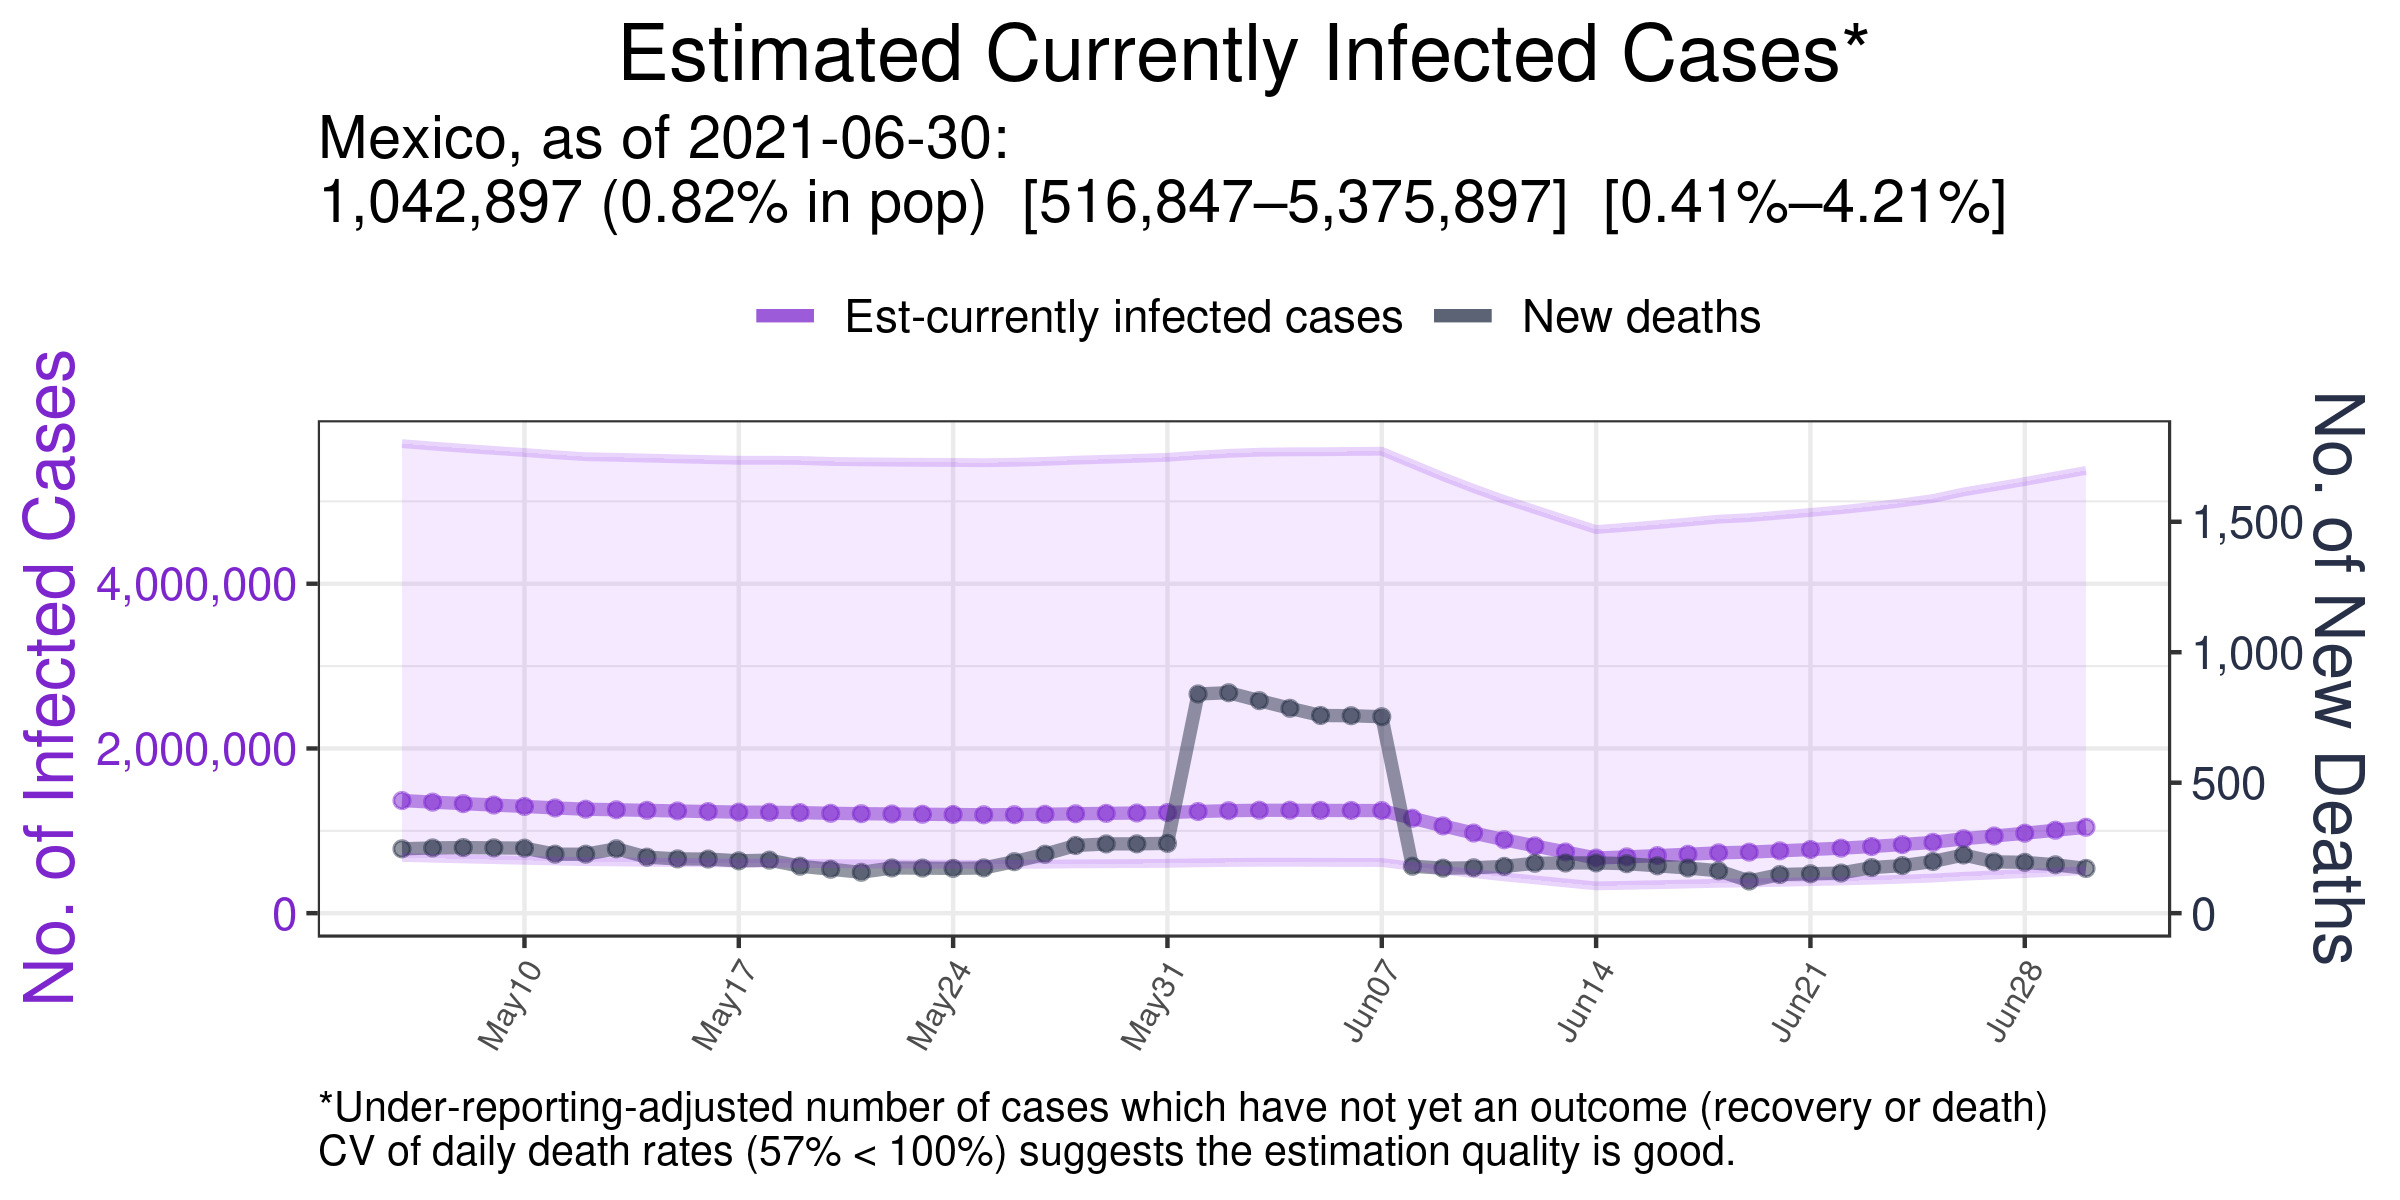 Estimated Currently Infected Cases*
Mexico, as of 2021-06-30:
1,042,897 (0.82% in pop) [516,847–5,375,897] [0.41%–4.21%]
Est-currently infected cases
New deaths
No. of Infected Cases
4,000,000
2,000,000
0
1,500
1,000
500
0
No. of New Deaths
May10
May17
May24
May31
Jun07
Jun14
Jun21
Jun28
*Under-reporting-adjusted number of cases which have not yet an outcome (recovery or death)
CV of daily death rates (57% < 100%) suggests the estimation quality is good.